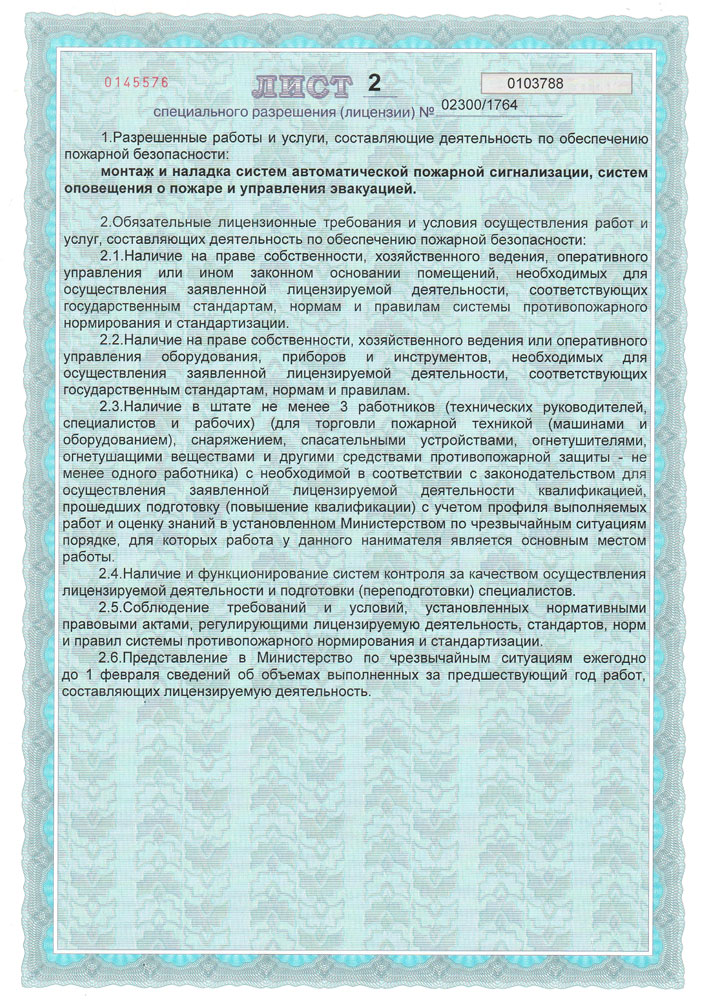 0145576
ЛИСТ 2
0103788
специального разрешения (лицензии) № 02300/1764
1.Разрешенные работы и услуги, составляющие деятельность по обеспечению
пожарной безопасности:
монтаж и наладка систем автоматической пожарной сигнализации, систем
оповещения о пожаре и управления эвакуацией.
2.Обязательные лицензионные требования и условия осуществления работ и
услуг, составляющих деятельность по обеспечению пожарной безопасности:
2.1.Наличие на праве собственности, хозяйственного ведения, оперативного
управления или ином законном основании помещений, необходимых для
осуществления заявленной лицензируемой деятельности, соответствующих
государственным стандартам, нормам и правилам системы противопожарного
нормирования и стандартизации.
2.2.Наличие на праве собственности, хозяйственного ведения или оперативного
управления оборудования, приборов и инструментов, необходимых для
осуществления заявленной лицензируемой деятельности, соответствующих
государственным стандартам, нормам и правилам.
2.3.Наличие в штате не менее 3 работников (технических руководителей,
специалистов и рабочих) (для торговли пожарной техникой (машинами и
оборудованием), снаряжением, спасательными устройствами, огнетушителями,
огнетушащими веществами и другими средствами противопожарной защиты - не
менее одного работника) с необходимой в соответствии с законодательством для
осуществления заявленной лицензируемой деятельности квалификацией,
прошедших подготовку (повышение квалификации) с учетом профиля выполняемых
работ и оценку знаний в установленном Министерством по чрезвычайным ситуациям
порядке, для которых работа у данного нанимателя является основным местом
работы.
2.4.Наличие и функционирование систем контроля за качеством осуществления
лицензируемой деятельности и подготовки (переподготовки) специалистов.
2.5.Соблюдение требований и условий, установленных нормативными
правовыми актами, регулирующими лицензируемую деятельность, стандартов, норм
и правил системы противопожарного нормирования и стандартизации.
2.6.Представление в Министерство по чрезвычайным ситуациям ежегодно
до 1 февраля сведений об объемах выполненных за предшествующий год работ,
составляющих лицензируемую деятельность.